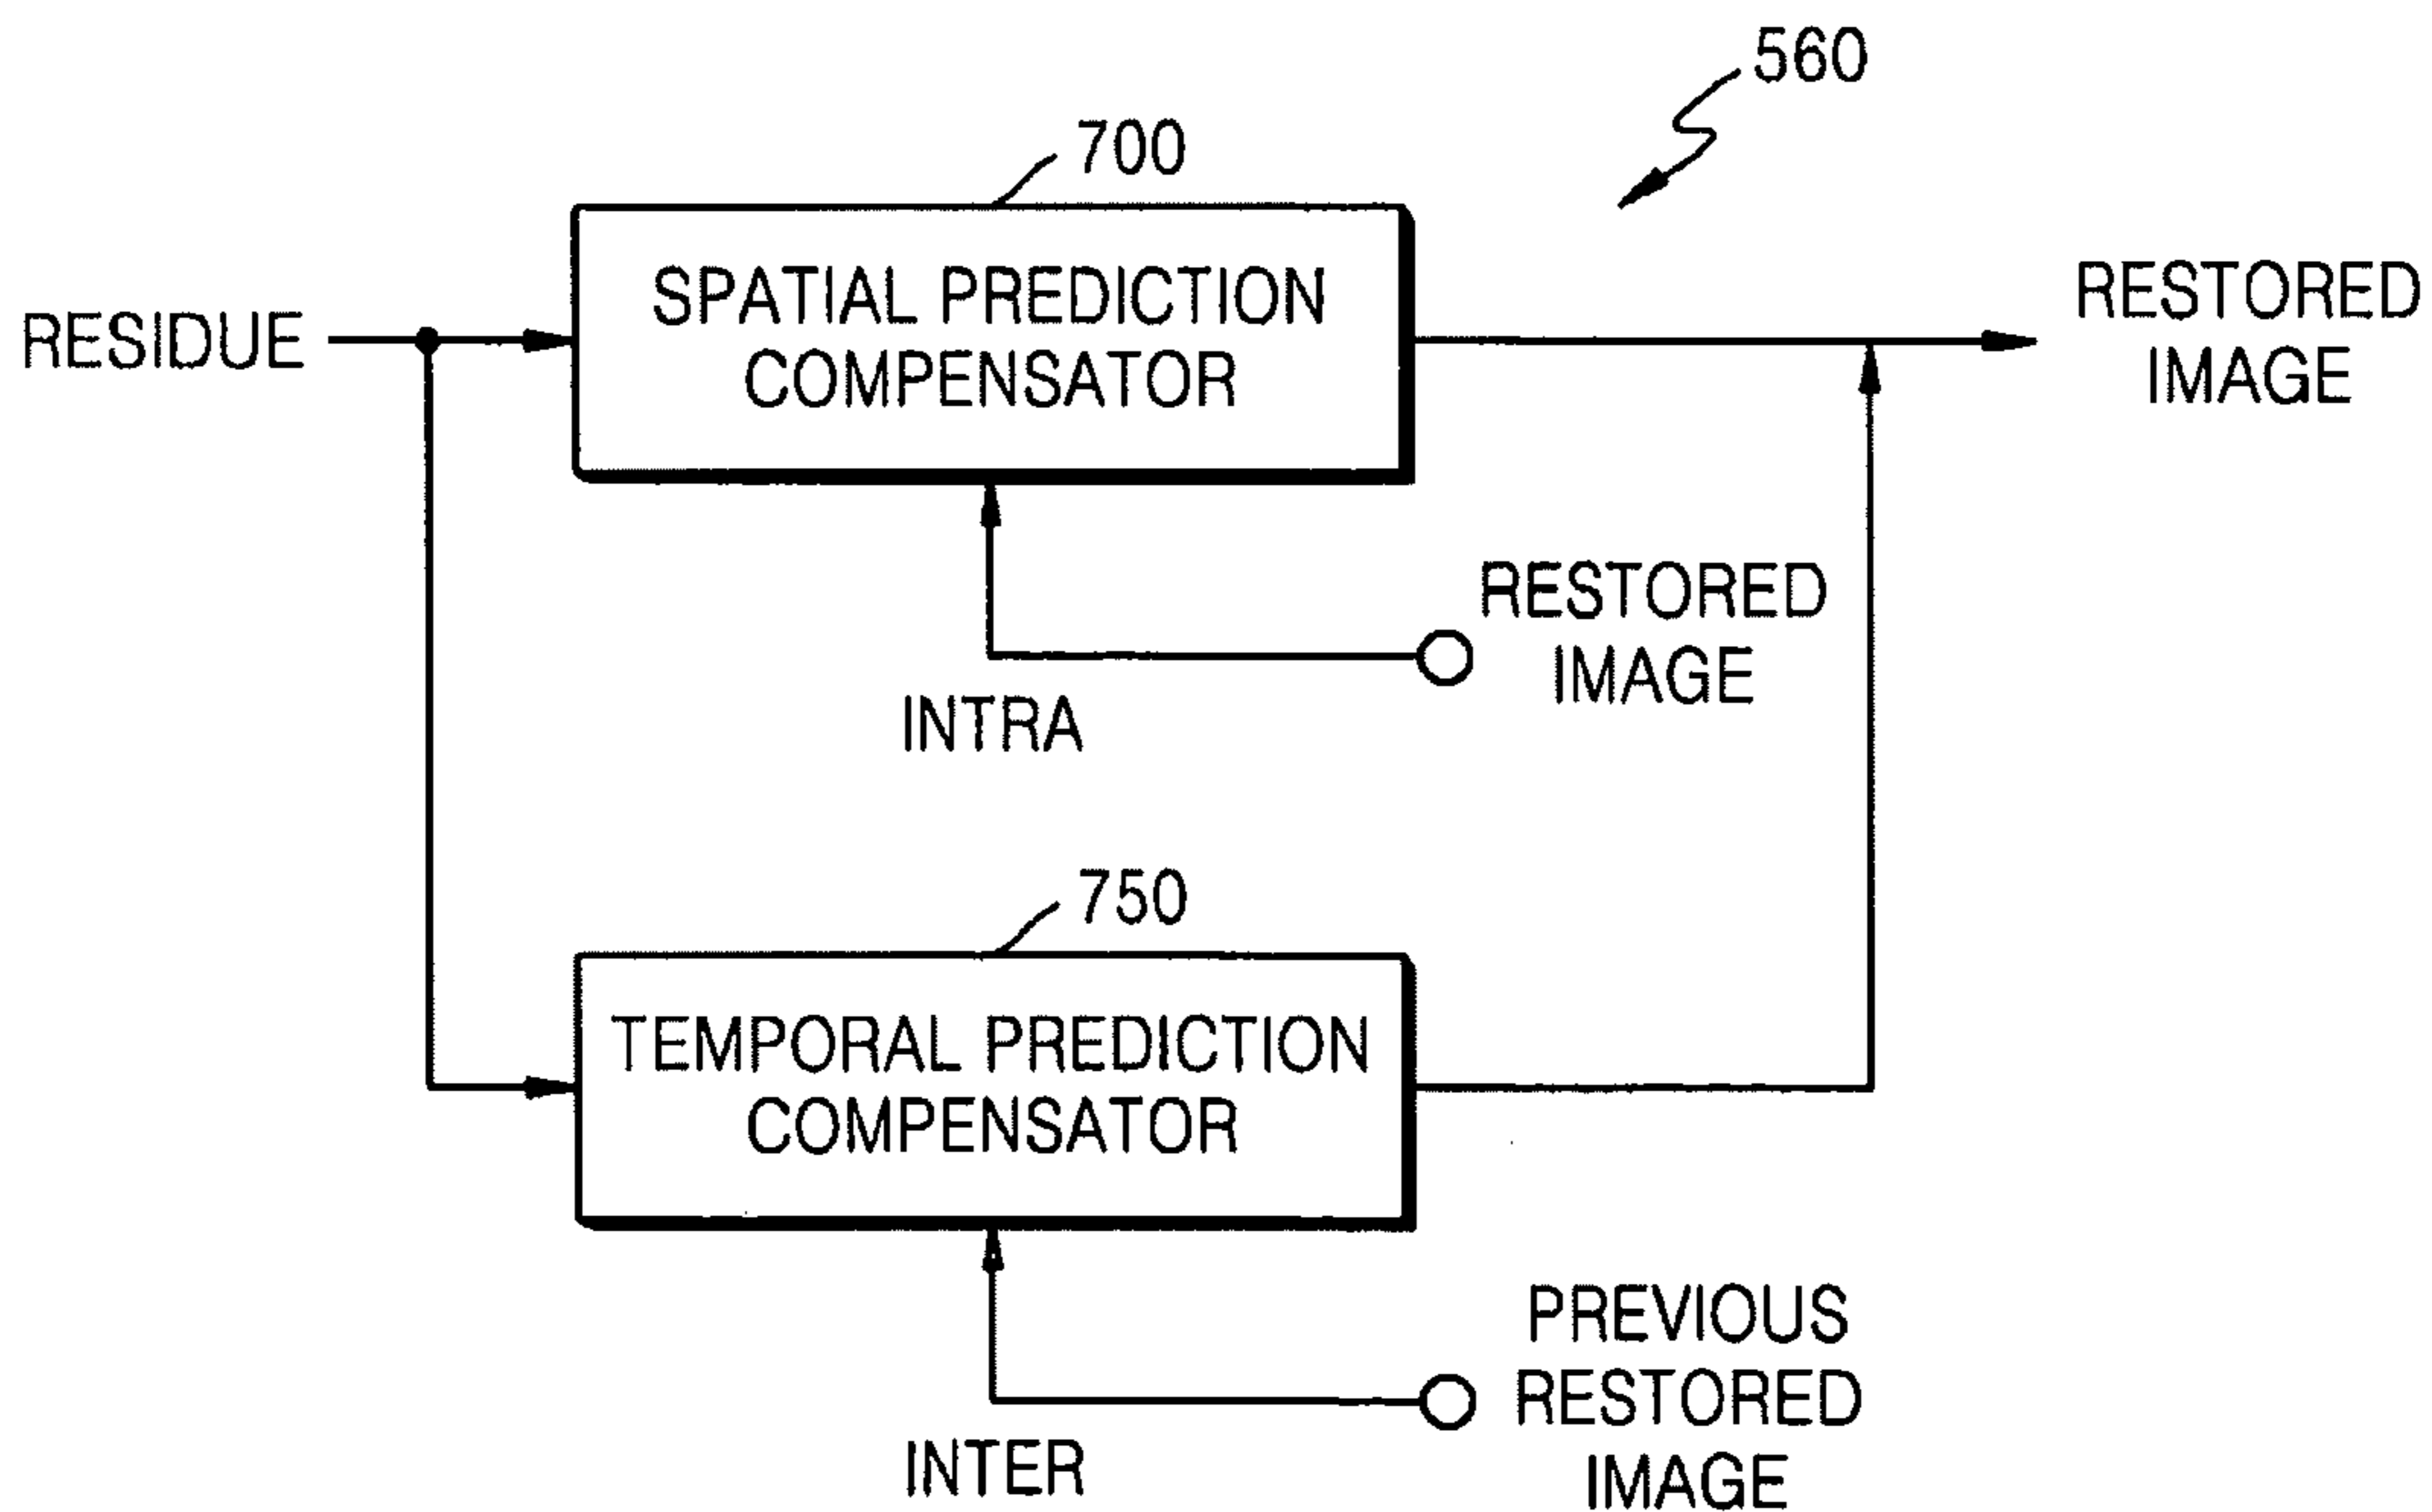 560
700
SPATIAL PREDICTION
COMPENSATOR
RESIDUE
RESTORED
IMAGE
RESTORED
IMAGE
INTRA
750
TEMPORAL PREDICTION
COMPENSATOR
PREVIOUS
RESTORED
IMAGE
INTER